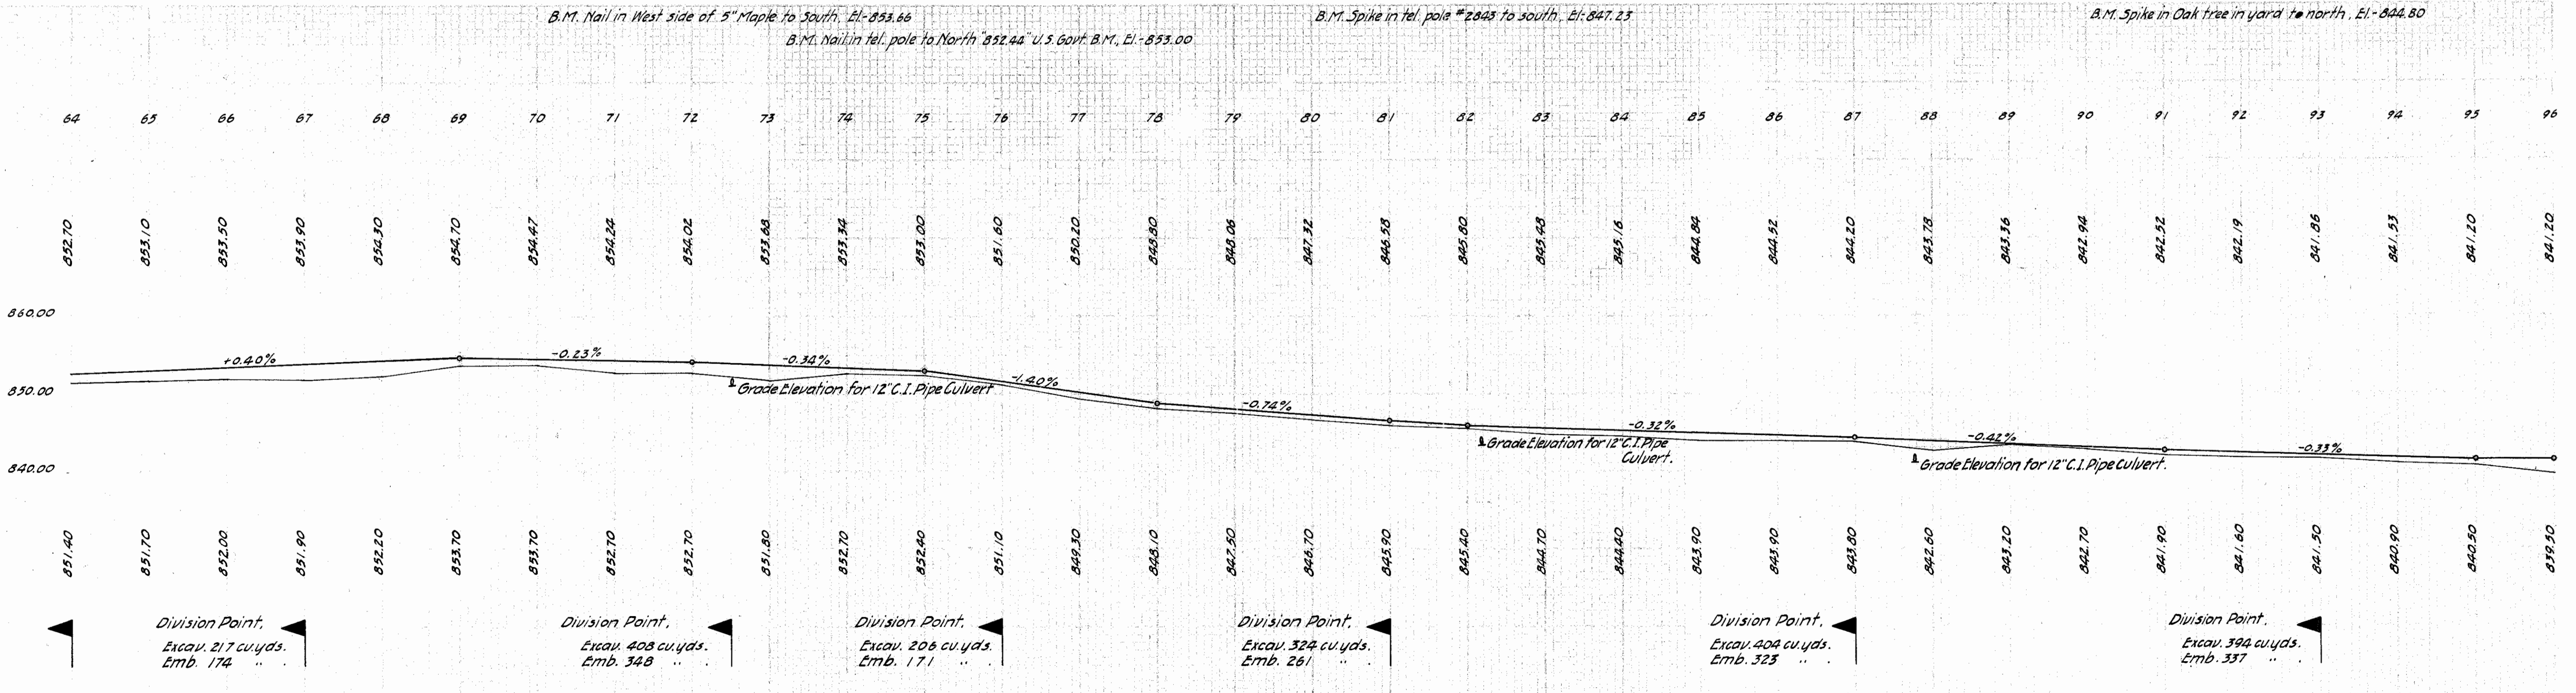 B.M. Nail in West side of 5" Maple to South, El.-853.66
B.M. Spike in tel. pole #2843 to south, El-847.23
B.M. Spike in Oak tree in yard to north, El.-844.80
B.M. Nail in tel. pole to North "852.44" U.S. Govt. B.M., El.-853.00
64 65 66 67 68 69 70 71 72 73 74 75 76 77 78 79 80 81 82 83 84 85 86 87 88 89 90 91 92 93 94 95 96
852.70 853.10 853.50 853.90 854.30 854.70 854.47 854.24 854.02 853.68 853.34 853.00 851.60 850.20 848.80 848.06 847.32 846.58 845.80 845.48 845.16 844.84 844.52 844.20 843.78 843.36 842.94 842.52 842.19 841.86 841.53 841.20 841.20
860.00
+0.40% -0.23% -0.34% -1.40% -0.74% -0.32% -0.42% -0.33%
850.00
Grade Elevation for 12" C.I. Pipe Culvert
Grade Elevation for 12" C.I. Pipe
Culvert.
Grade Elevation for 12" C.I. Pipe Culvert.
840.00
851.40 851.70 852.00 851.90 852.20 853.70 853.70 852.70 852.70 851.80 852.70 852.40 851.10 849.30 848.10 847.50 846.70 845.90 845.40 844.70 844.40 843.90 843.90 843.80 842.60 843.20 842.70 841.90 841.60 841.50 840.90 840.50 839.50
Division Point.
Excav. 217 cu.yds.
Emb. 174 " .
Division Point.
Excav. 408 cu.yds.
Emb. 348 " .
Division Point.
Excav. 206 cu.yds.
Emb. 171 " .
Division Point.
Excav. 324 cu.yds.
Emb. 261 " .
Division Point.
Excav. 404 cu.yds.
Emb. 323 " .
Division Point.
Excav. 394 cu.yds.
Emb. 337 " .